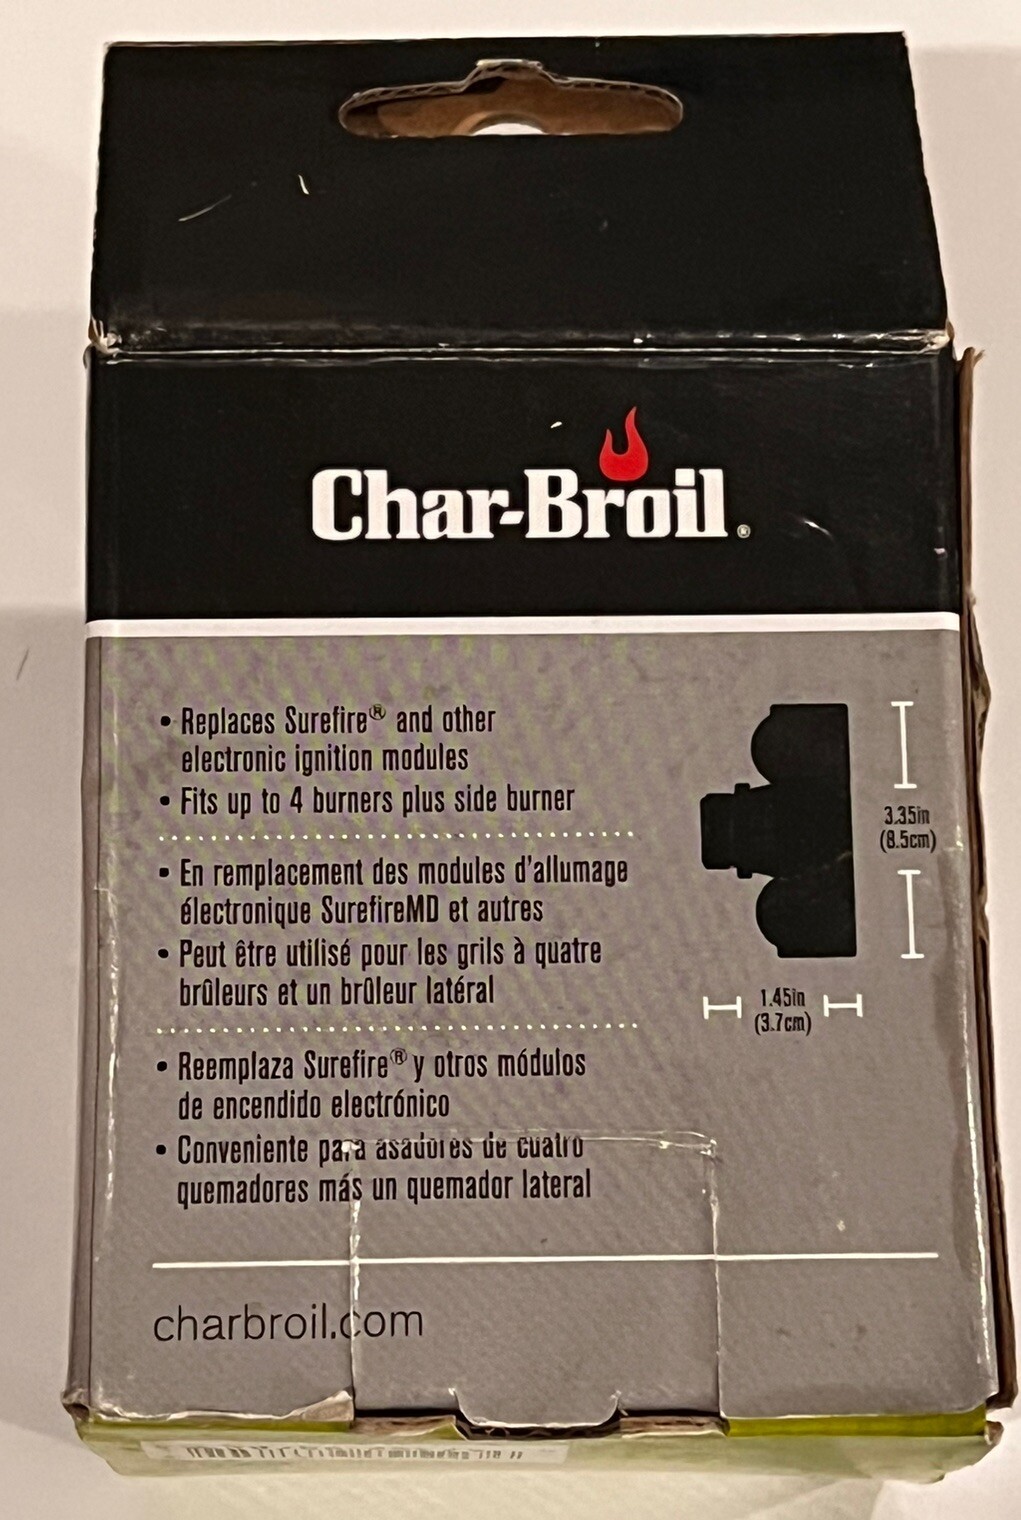 Char-Broil®
• Replaces Surefire® and other
electronic ignition modules
• Fits up to 4 burners plus side burner
• En remplacement des modules d'allumage
électronique SurefireMD et autres
• Peut être utilisé pour les grils à quatre
brûleurs et un brûleur latéral
• Reemplaza Surefire® y otros módulos
de encendido electrónico
• Conveniente para asadores de cuatro
quemadores más un quemador lateral
3.35in
(8.5cm)
1.45in
(3.7cm)
charbroil.com